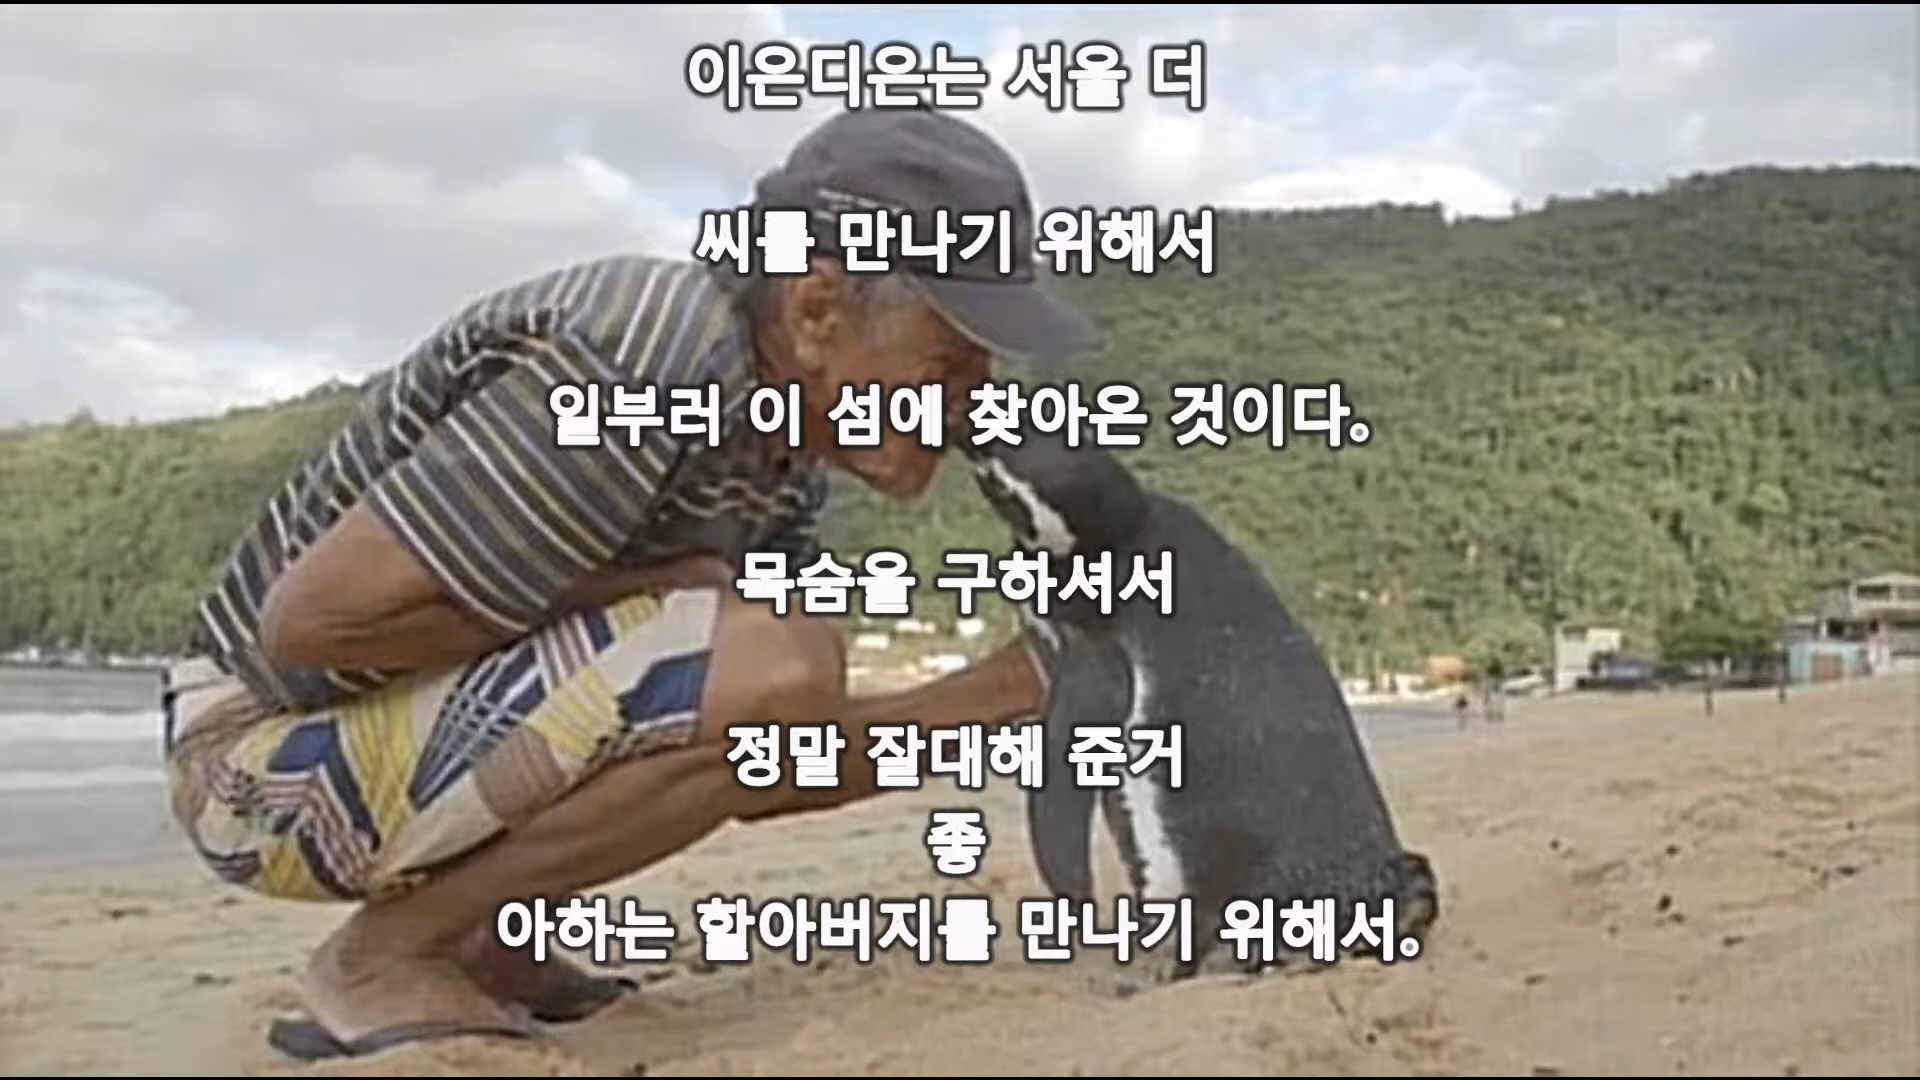 이은디은는 서울 더
씨를 만나기 위해서
일부러 이 섬에 찾아온 것이다.
목숨을 구하셔서
정말 잘대해 준거
좋
아하는 할아버지를 만나기 위해서.